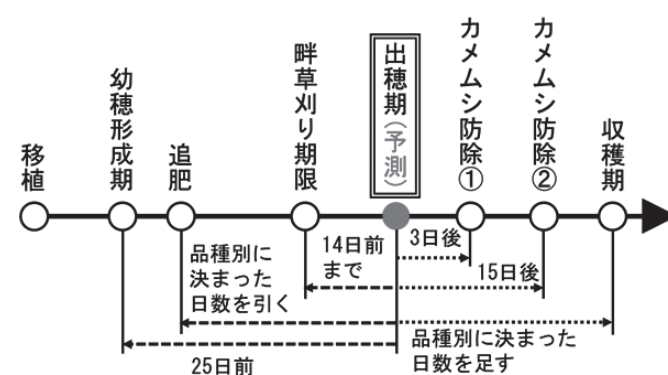 移植
幼穂形成期
追肥
畔草刈り期限
出穂期(予測)
カメムシ防除①
カメムシ防除②
収穫期
品種別に
決まった
日数を引く
14日前
まで
3日後
15日後
品種別に決まった
日数を足す
25日前